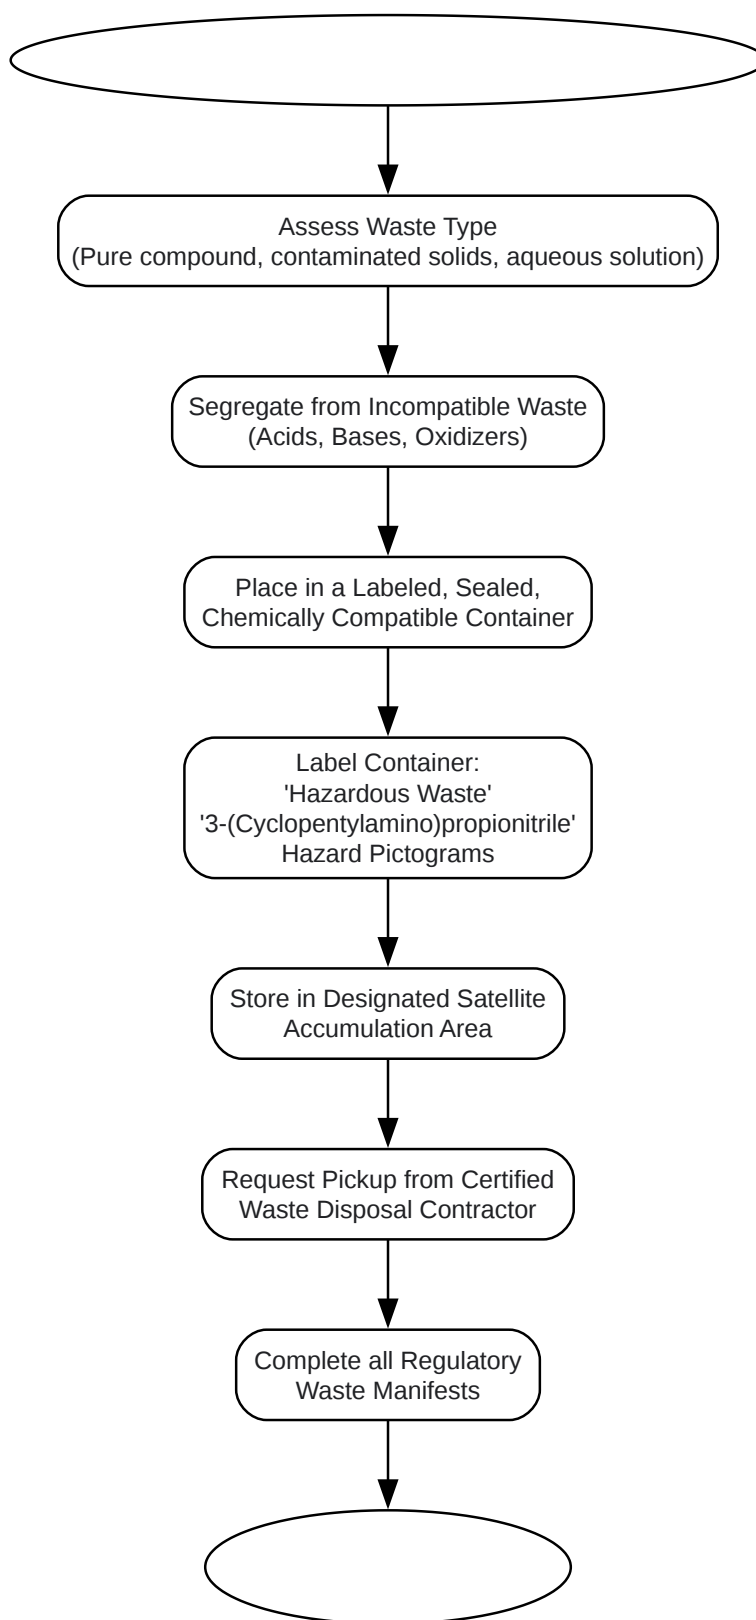 Assess Waste Type
(Pure compound, contaminated solids, aqueous solution)
Segregate from Incompatible Waste
(Acids, Bases, Oxidizers)
Place in a Labeled, Sealed,
Chemically Compatible Container
Label Container:
'Hazardous Waste'
'3-(Cyclopentylamino)propionitrile'
Hazard Pictograms
Store in Designated Satellite
Accumulation Area
Request Pickup from Certified
Waste Disposal Contractor
Complete all Regulatory
Waste Manifests